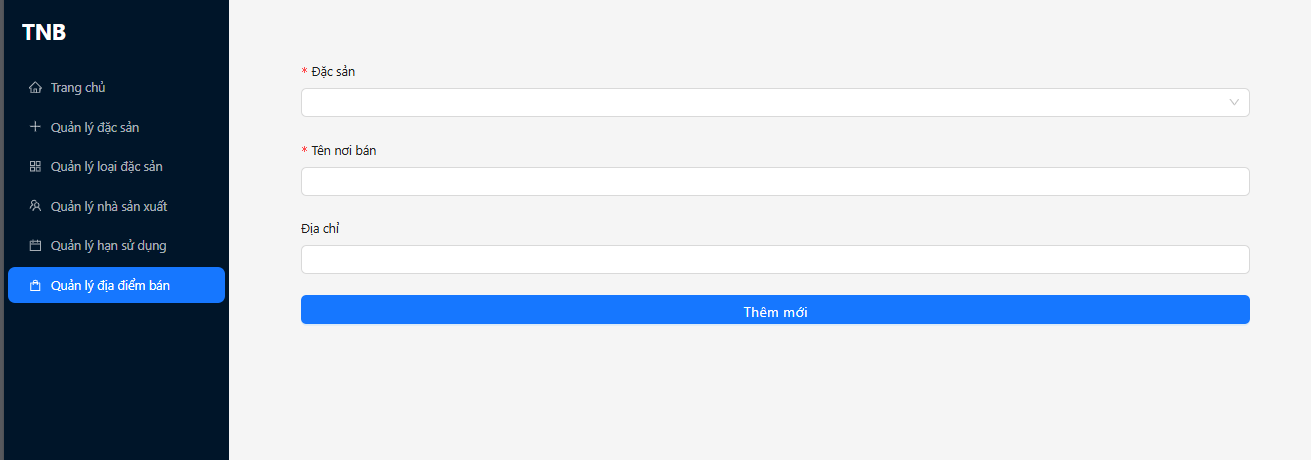 TNB
Trang chủ
Quản lý đặc sản
Quản lý loại đặc sản
Quản lý nhà sản xuất
Quản lý hạn sử dụng
Quản lý địa điểm bán
* Đặc sản
* Tên nơi bán
Địa chỉ
Thêm mới